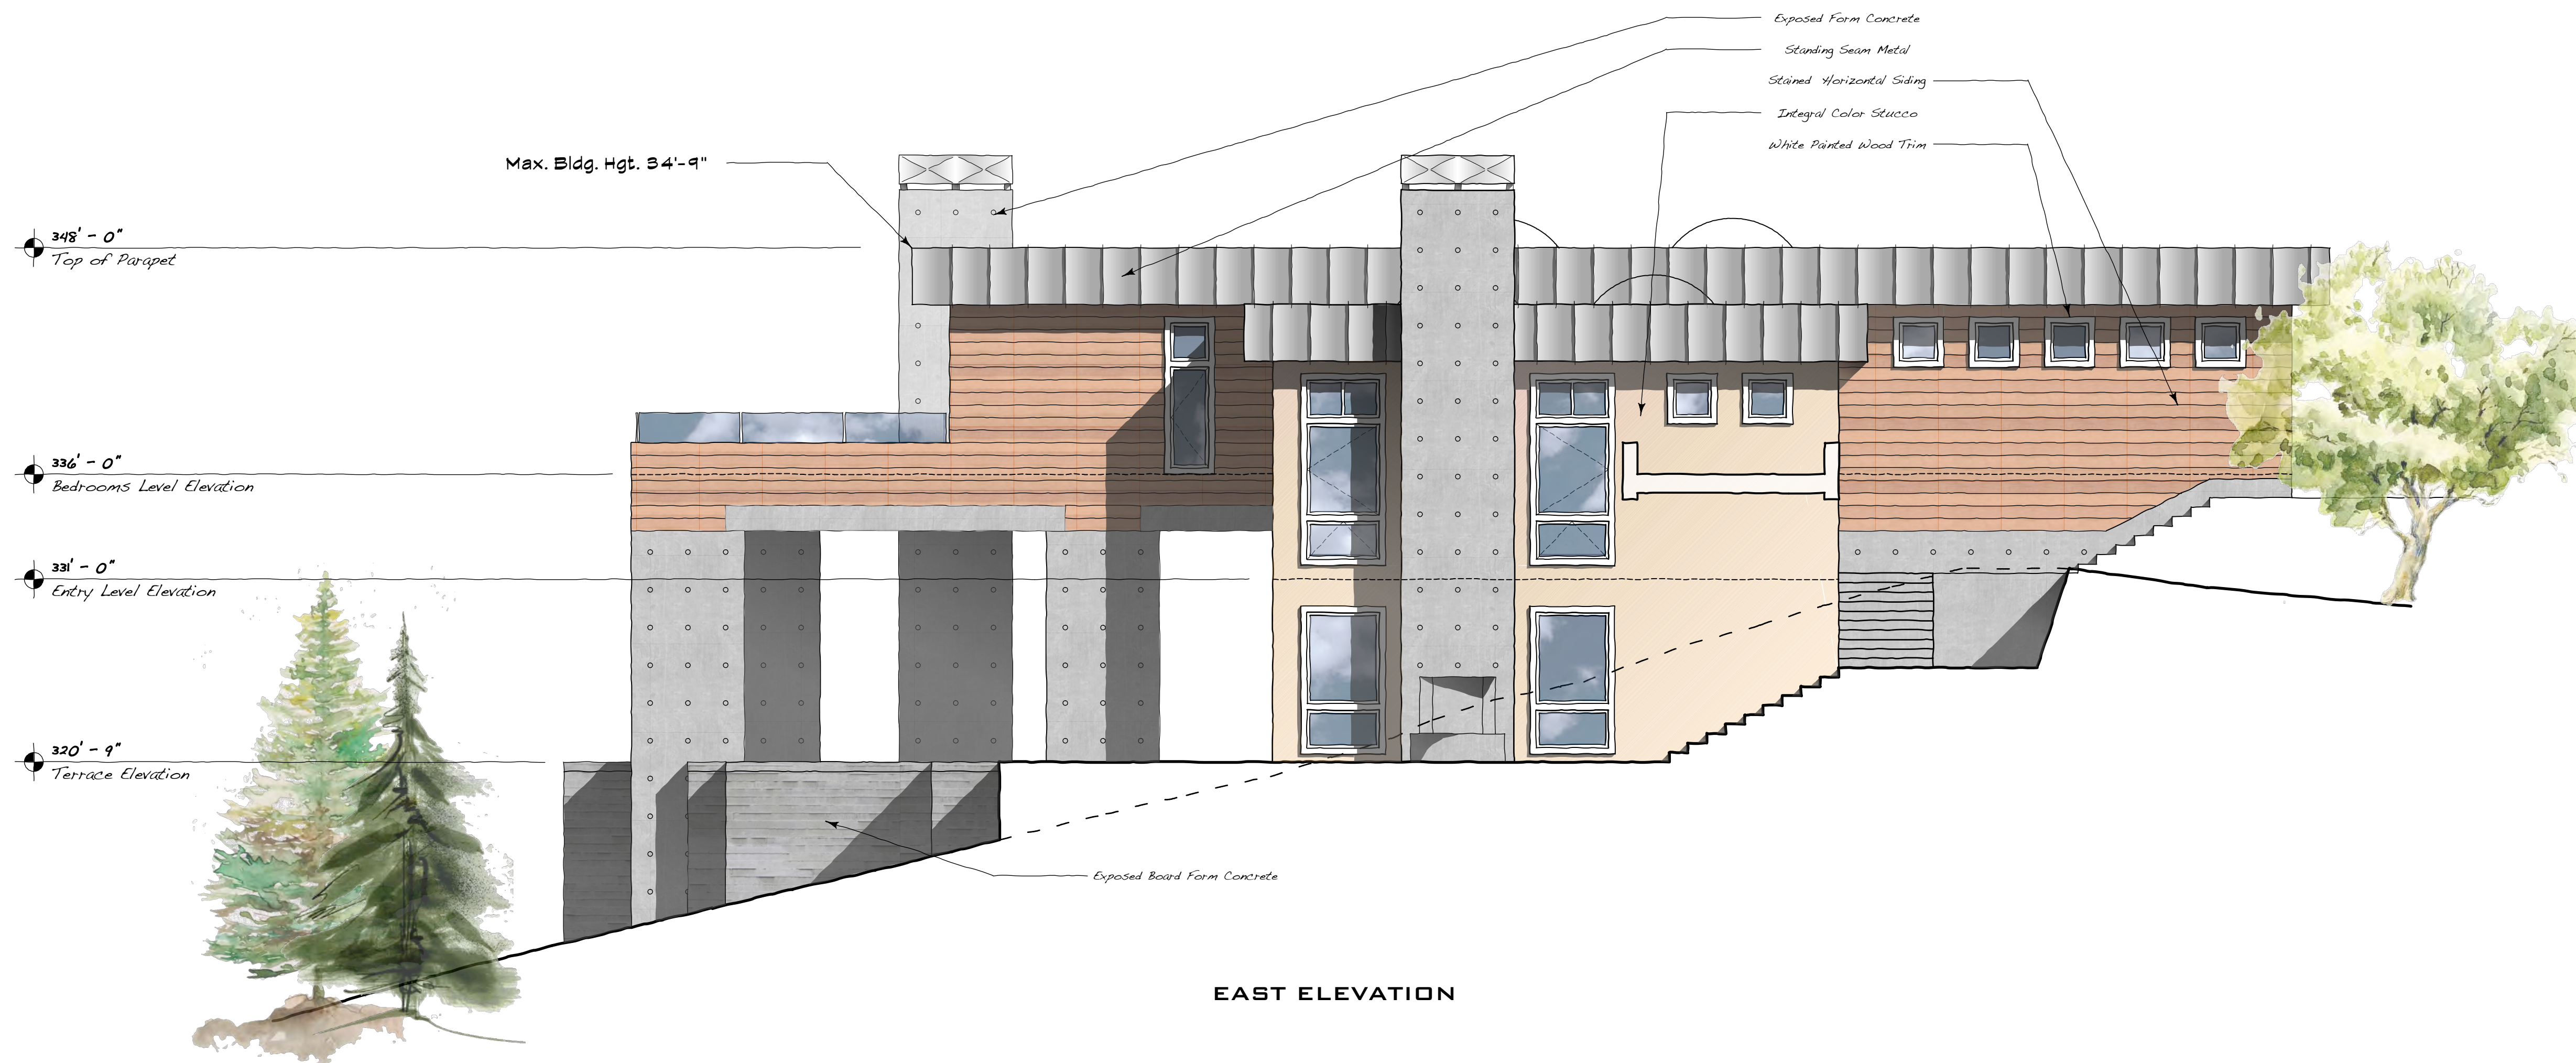 Exposed Form Concrete
Standing Seam Metal
Stained Horizontal Siding
Integral Color Stucco
White Painted Wood Trim
Max. Bldg. Hgt. 34'-9"
348' - 0"
Top of Parapet
336' - 0"
Bedrooms Level Elevation
331' - 0"
Entry Level Elevation
320' - 9"
Terrace Elevation
Exposed Board Form Concrete
EAST ELEVATION